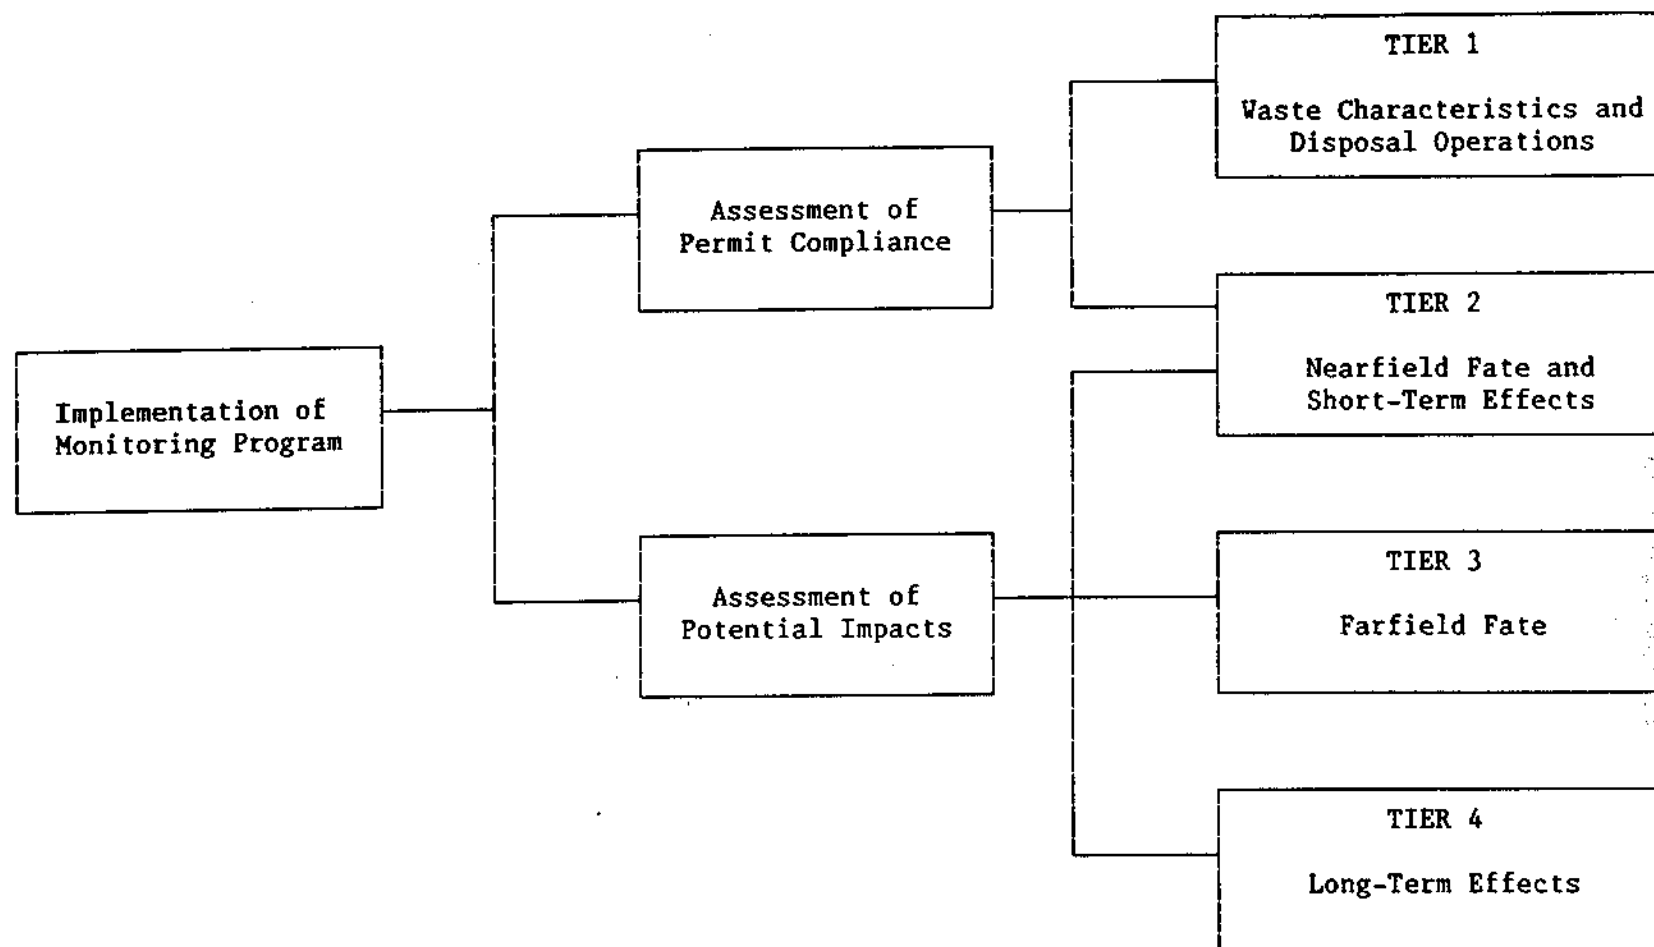 TIER 1
Waste Characteristics and
Disposal Operations
Assessment of
Permit Compliance
TIER 2
Nearfield Fate and
Short-Term Effects
Implementation of
Monitoring Program
TIER 3
Farfield Fate
Assessment of
Potential Impacts
TIER 4
Long-Term Effects